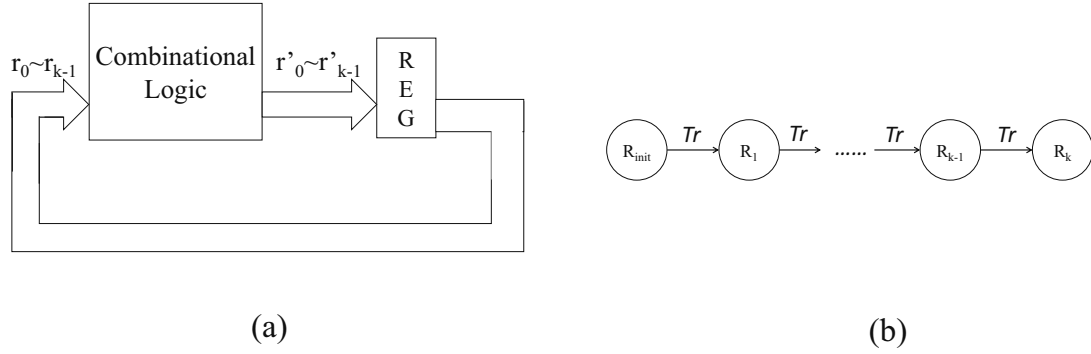 r0~rk-1
Combinational
Logic
r’0~r’k-1
R
E
G
Rinit
Tr
R1
Tr
......
Tr
Rk-1
Tr
Rk
(a)
(b)